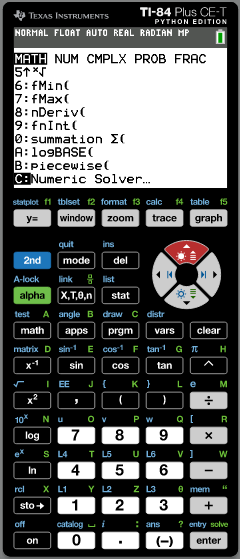 TEXAS INSTRUMENTS TI-84 Plus CE-T
PYTHON EDITION
NORMAL FLOAT AUTO REAL RADIAN MP
MATH NUM CMPLX PROB FRAC
5↑ˣ√
6:fMin(
7:fMax(
8:nDeriv(
9:fnInt(
0:summation Σ(
A:logBASE(
B:piecewise(
C:Numeric Solver…
statplot f1 tblset f2 format f3 calc f4 table f5
y= window zoom trace graph
quit ins
2nd mode del
A-lock link list
alpha X,T,θ,n stat
test A angle B draw C distr
math apps prgm vars clear
matrix D sin⁻¹ E cos⁻¹ F tan⁻¹ G π H
x⁻¹ sin cos tan ^
√ I EE J { K } L e M
x² , ( ) ÷
10ˣ N u O v P w Q [ R
log 7 8 9 ×
eˣ S L4 T L5 U L6 V ] W
ln 4 5 6 −
rcl X L1 Y L2 Z L3 θ mem "
sto→ 1 2 3 +
off catalog ⎵ i : ans ? entry solve
on 0 . (−) enter